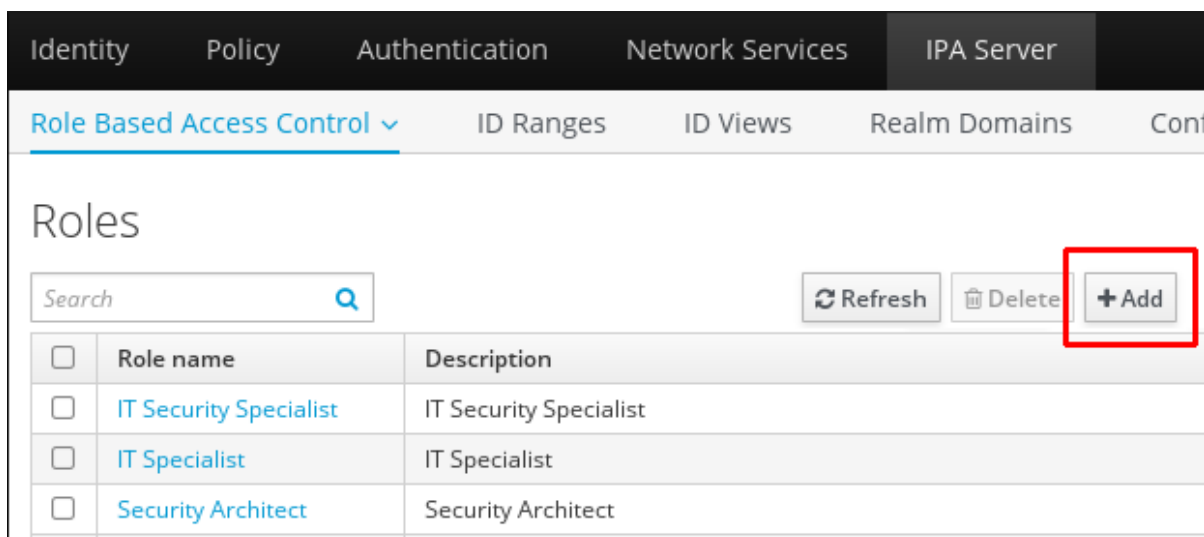 Identity Policy Authentication Network Services IPA Server
Role Based Access Control ID Ranges ID Views Realm Domains Conf
Roles
Search Refresh Delete +Add
Role name Description
IT Security Specialist IT Security Specialist
IT Specialist IT Specialist
Security Architect Security Architect